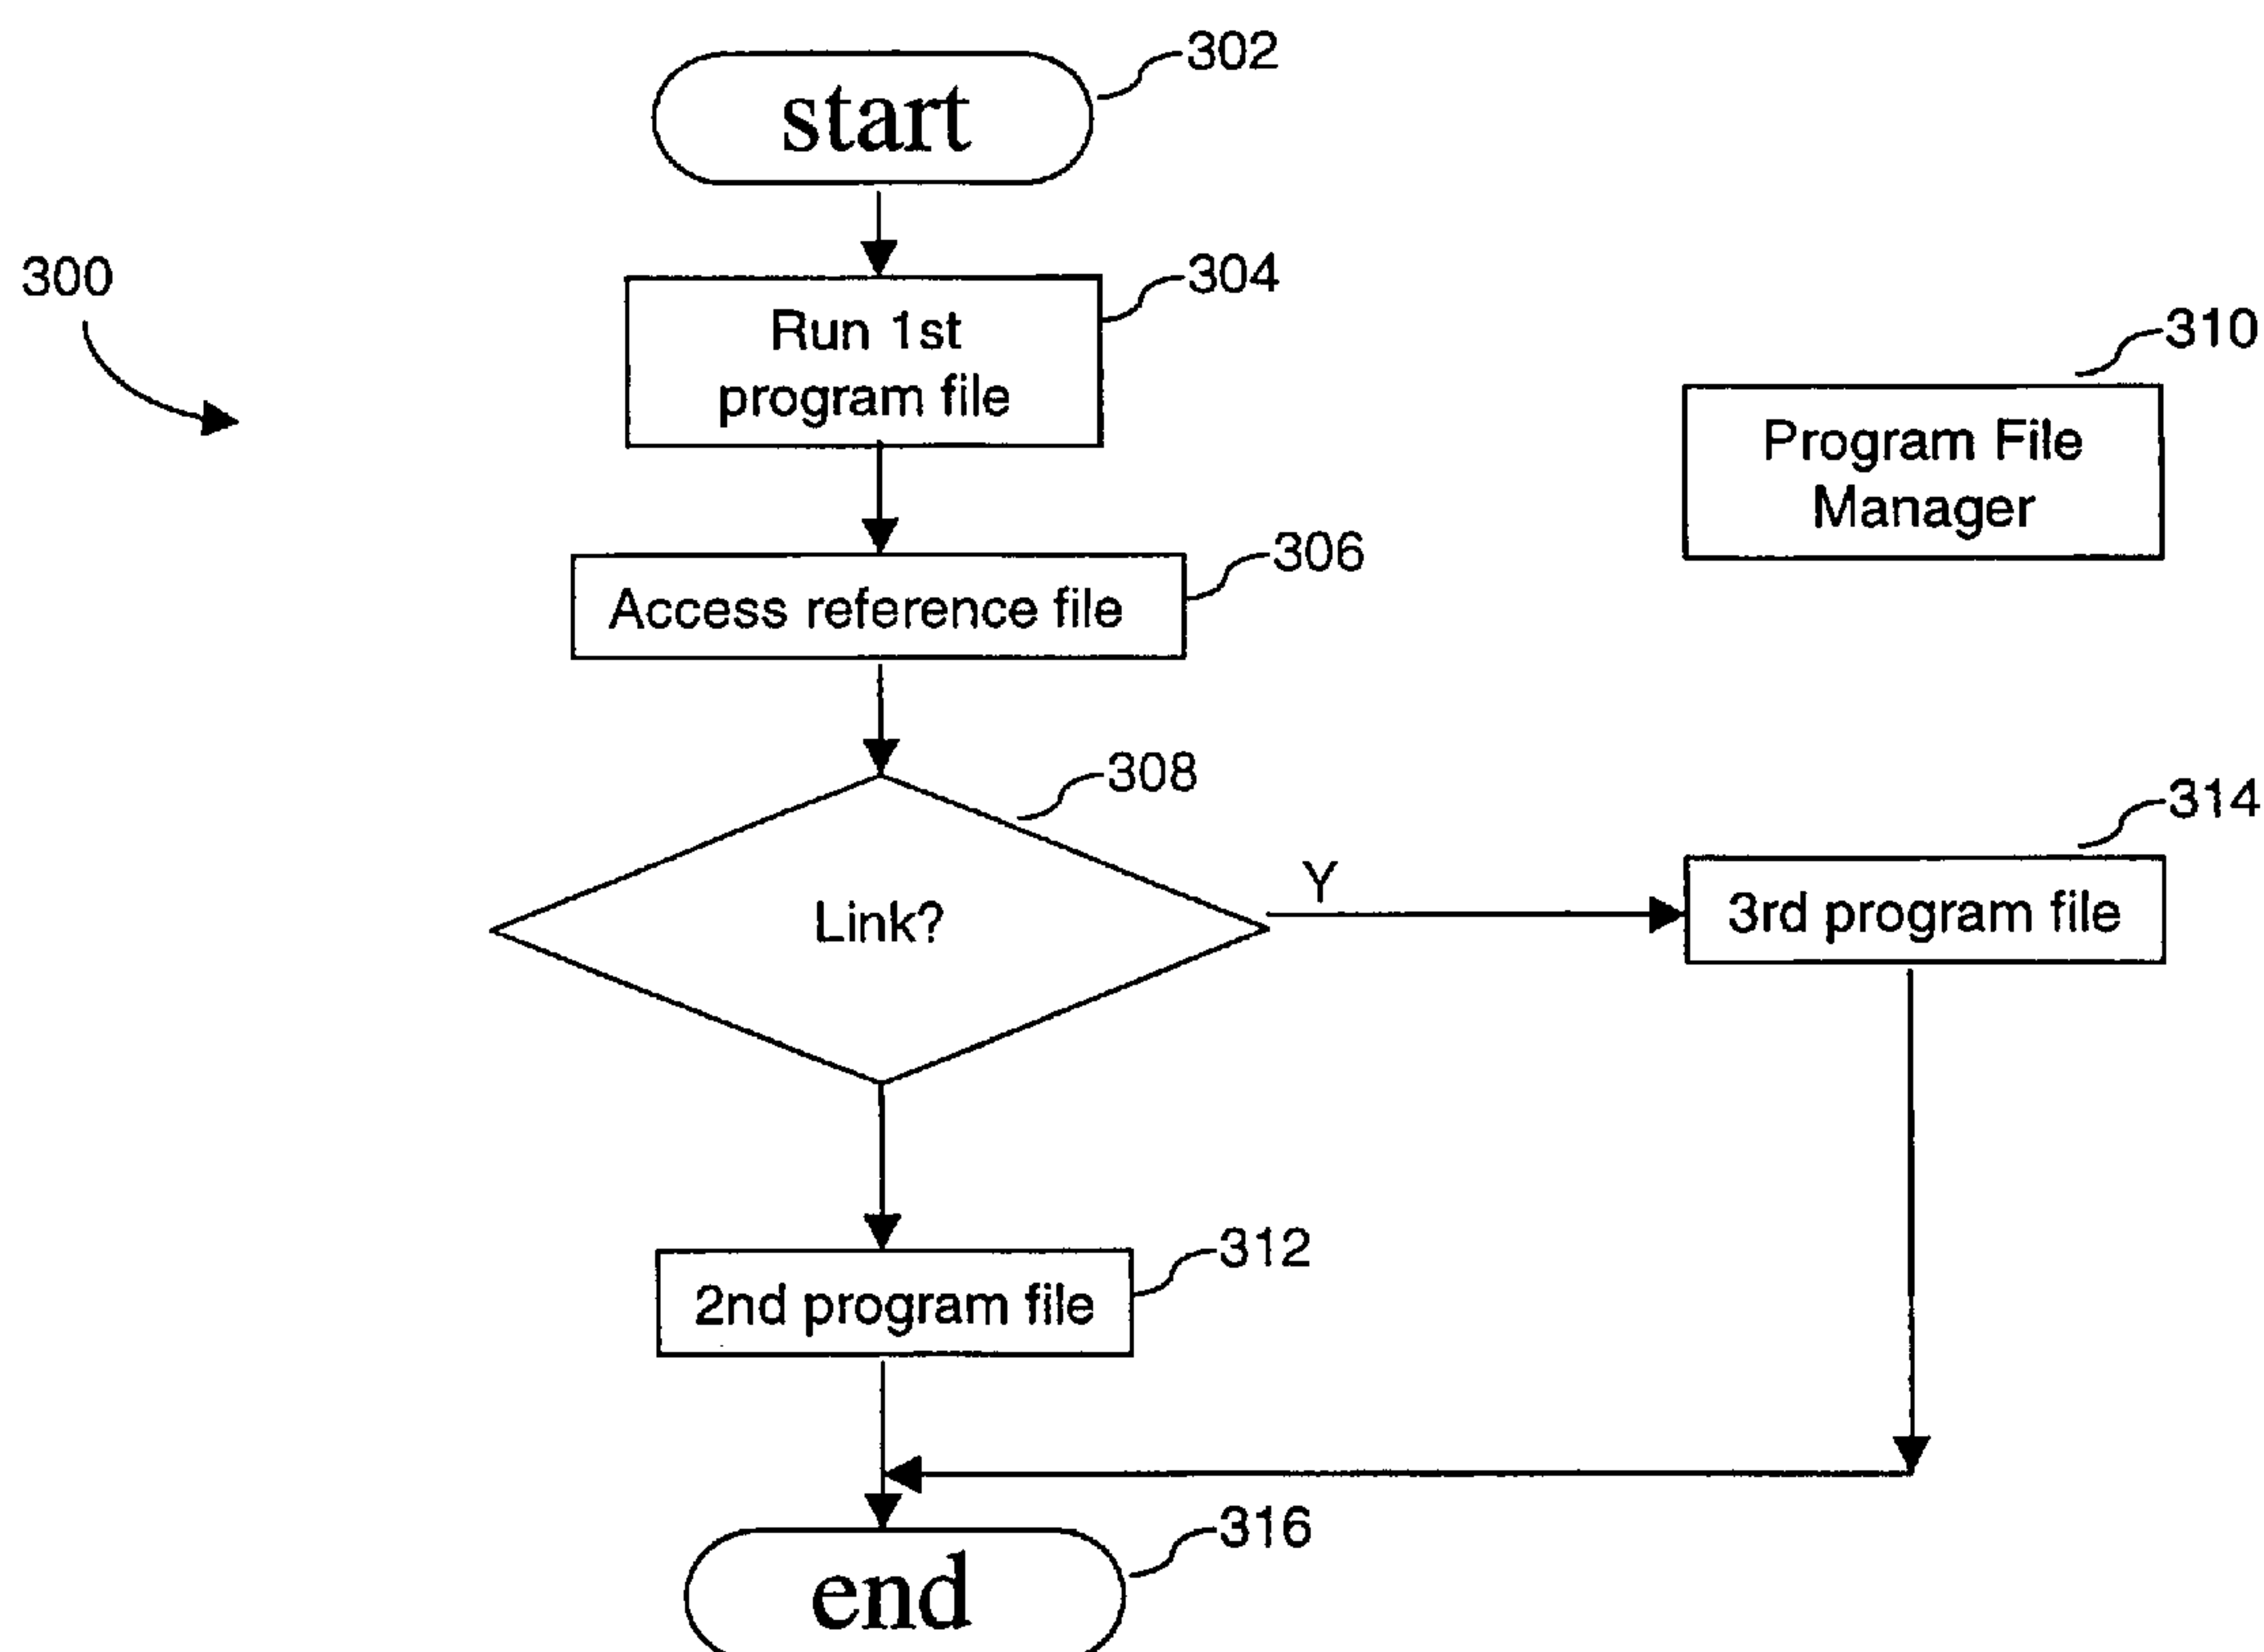 302
start
300
304
Run 1st
program file
310
Program File
Manager
306
Access reference file
308
Link?
Y
314
3rd program file
312
2nd program file
316
end